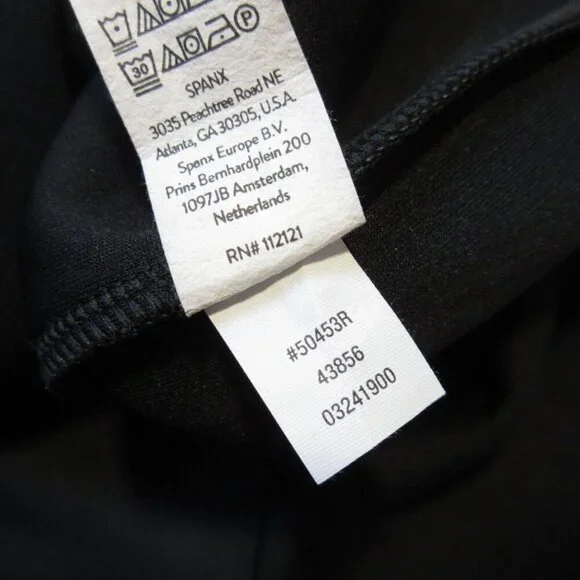 30
P
SPANX
3035 Peachtree Road NE
Atlanta, GA 30305, U.S.A.
Spanx Europe B.V.
Prins Bernhardplein 200
1097JB Amsterdam,
Netherlands
RN# 112121
#50453R
43856
03241900